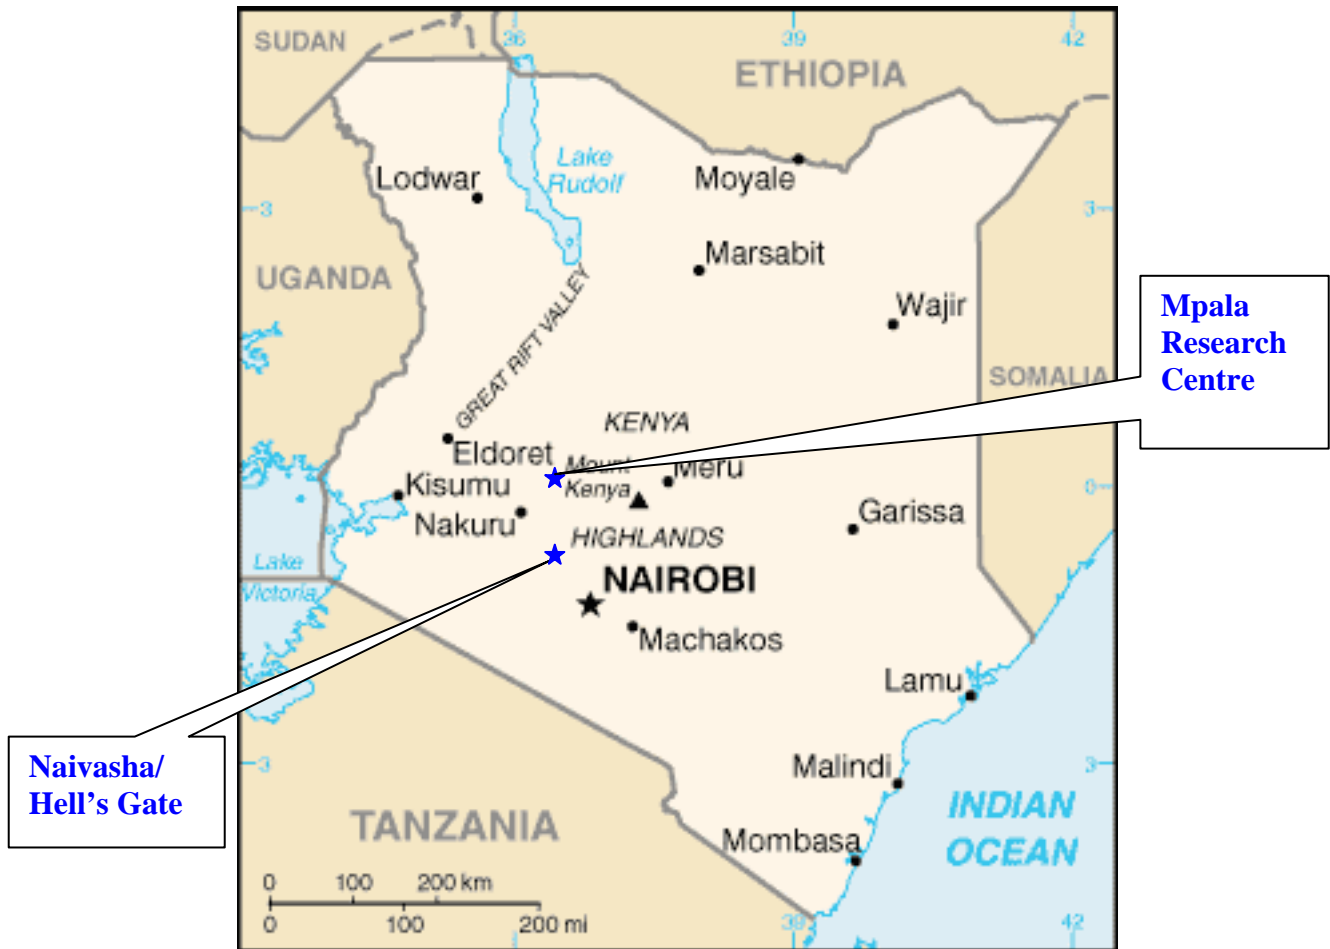 SUDAN
36
39
42
ETHIOPIA
Lake
Rudolf
Lodwar
Moyale
3
3
UGANDA
Marsabit
Wajir
GREAT RIFT VALLEY
SOMALIA
Mpala
Research
Centre
KENYA
Eldoret
Mount
Kenya
Meru
Kisumu
0
Nakuru
Garissa
HIGHLANDS
Lake
Victoria
NAIROBI
Machakos
Lamu
Naivasha/
Hell's Gate
3
3
Malindi
TANZANIA
INDIAN
OCEAN
Mombasa
0 100 200 km
0 100 200 mi
39
42